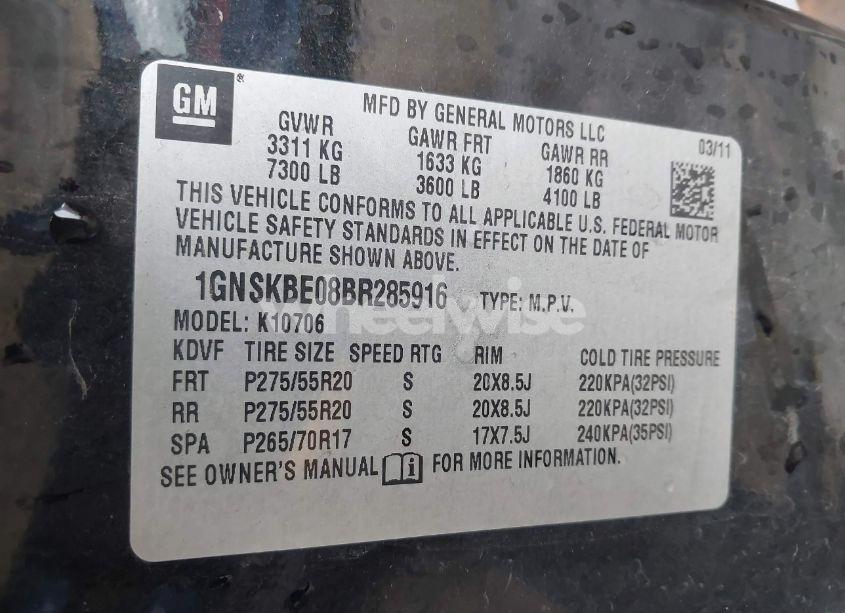 GM
MFD BY GENERAL MOTORS LLC
03/11
GVWR GAWR FRT GAWR RR
3311 KG 1633 KG 1860 KG
7300 LB 3600 LB 4100 LB
THIS VEHICLE CONFORMS TO ALL APPLICABLE U.S. FEDERAL MOTOR
VEHICLE SAFETY STANDARDS IN EFFECT ON THE DATE OF
MANUFACTURE SHOWN ABOVE.
1GNSKBE08BR285916 TYPE: M.P.V.
wheelwise
MODEL: K10706
KDVF TIRE SIZE SPEED RTG RIM COLD TIRE PRESSURE
FRT P275/55R20 S 20X8.5J 220KPA(32PSI)
RR P275/55R20 S 20X8.5J 220KPA(32PSI)
SPA P265/70R17 S 17X7.5J 240KPA(35PSI)
SEE OWNER'S MANUAL FOR MORE INFORMATION.